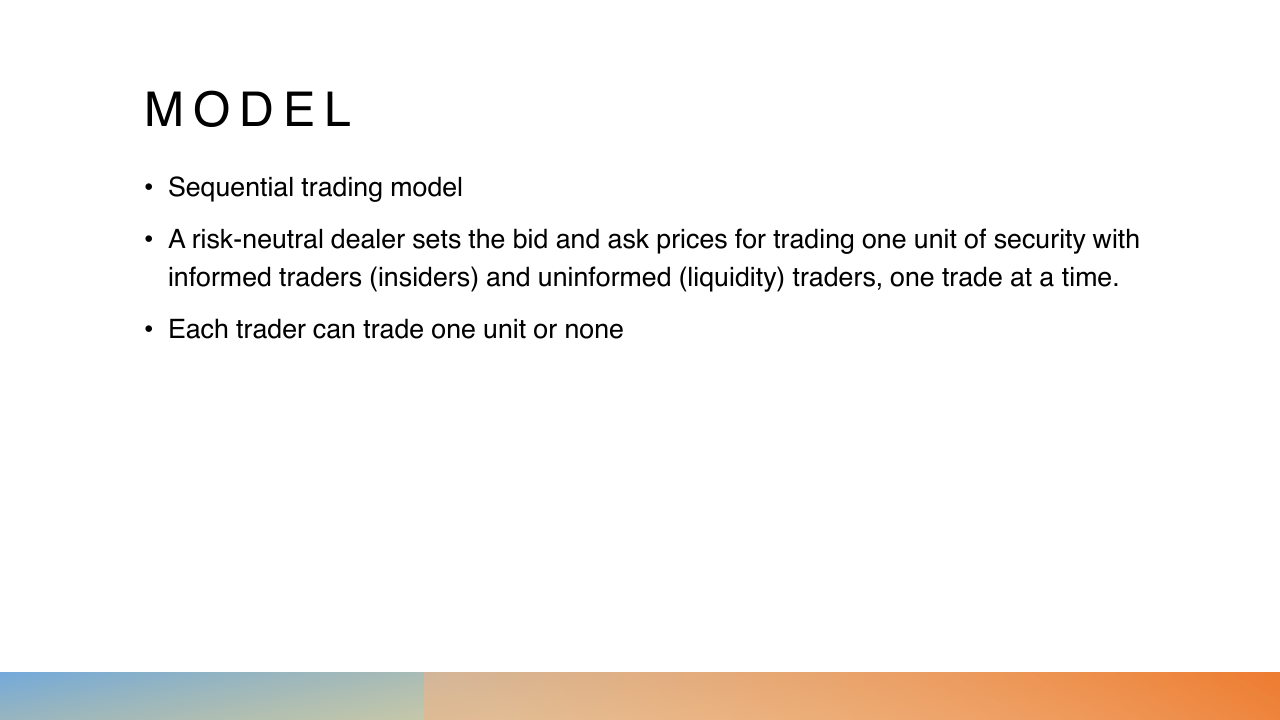 MODEL
• Sequential trading model
• A risk-neutral dealer sets the bid and ask prices for trading one unit of security with
informed traders (insiders) and uninformed (liquidity) traders, one trade at a time.
• Each trader can trade one unit or none